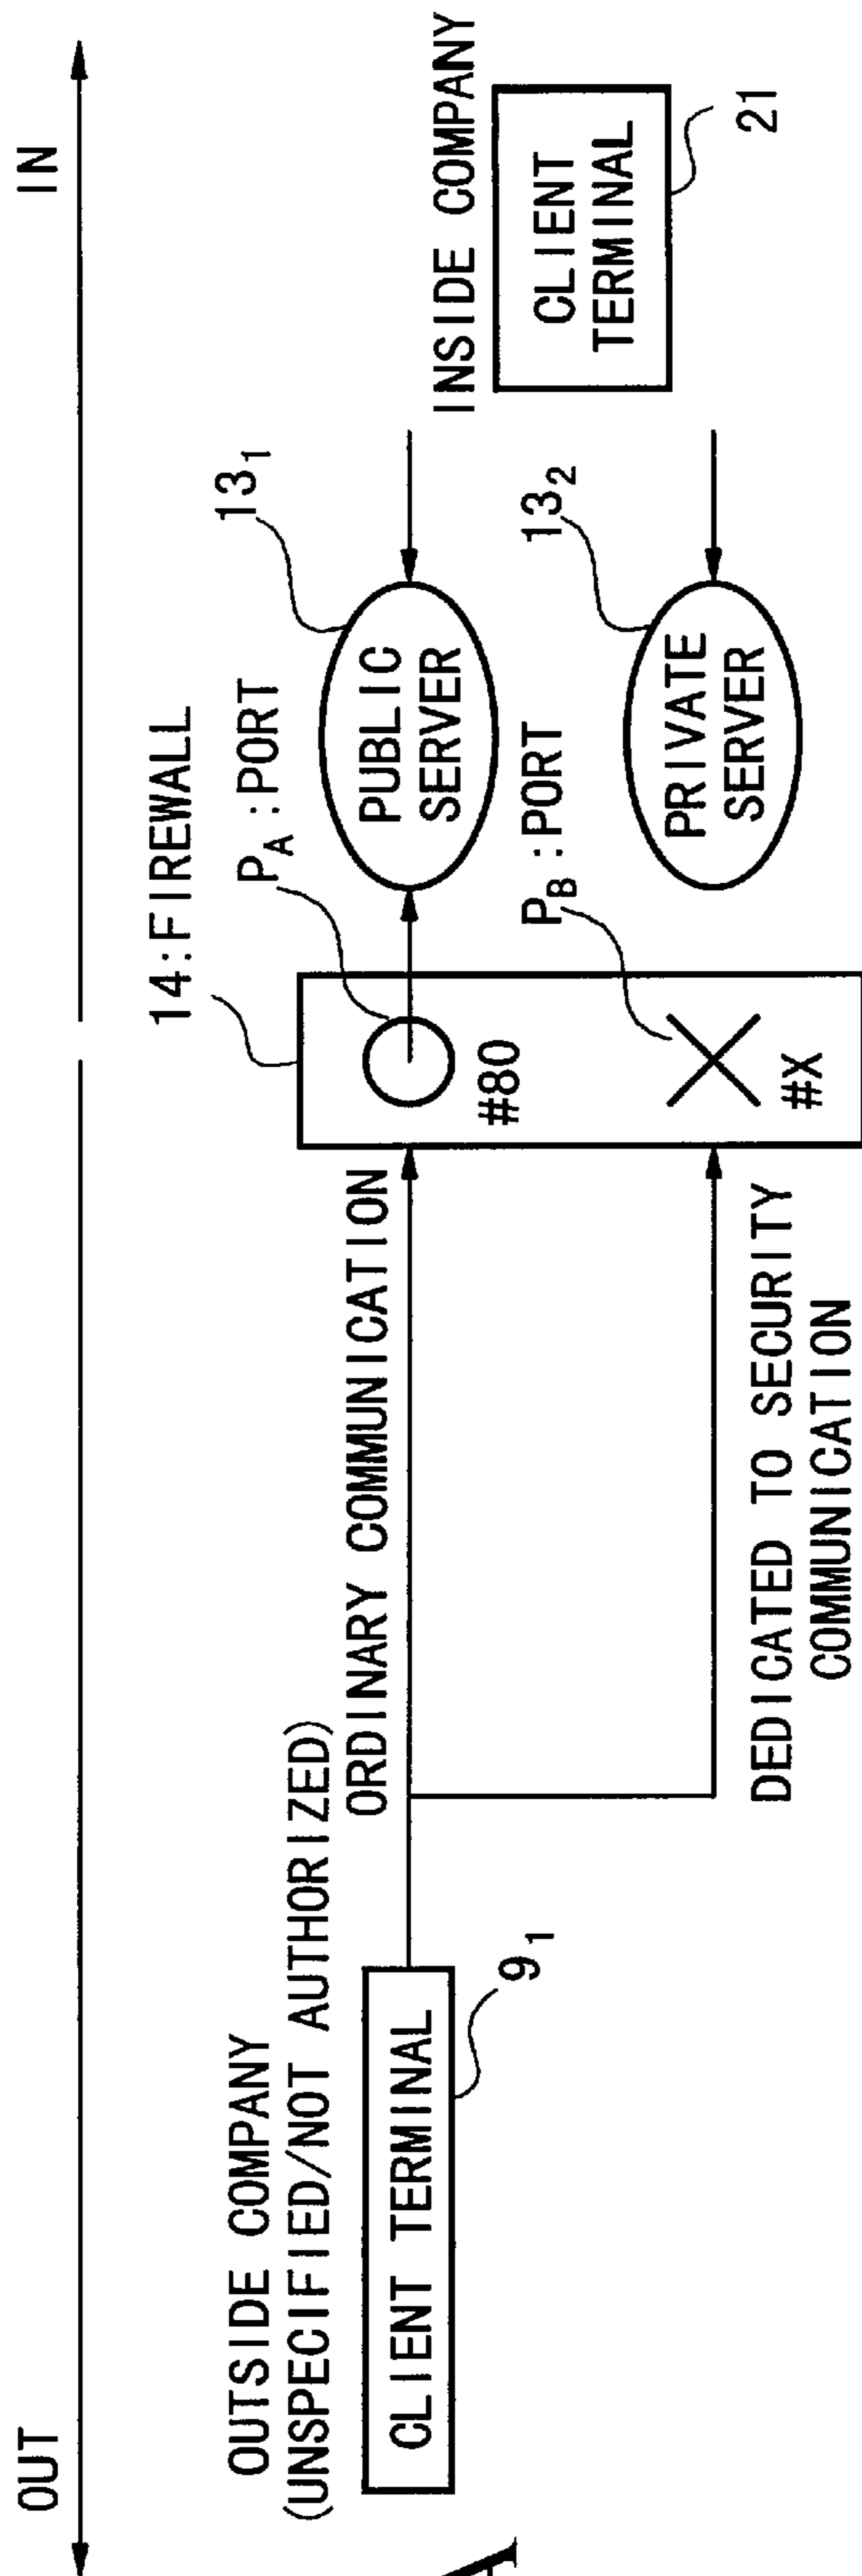 OUT
IN
OUTSIDE COMPANY
(UNSPECIFIED/NOT AUTHORIZED)
CLIENT TERMINAL
9₁
ORDINARY COMMUNICATION
DEDICATED TO SECURITY
COMMUNICATION
14:FIREWALL
P_A :PORT
#80
P_B :PORT
#X
13₁
PUBLIC
SERVER
13₂
PRIVATE
SERVER
INSIDE COMPANY
CLIENT
TERMINAL
21